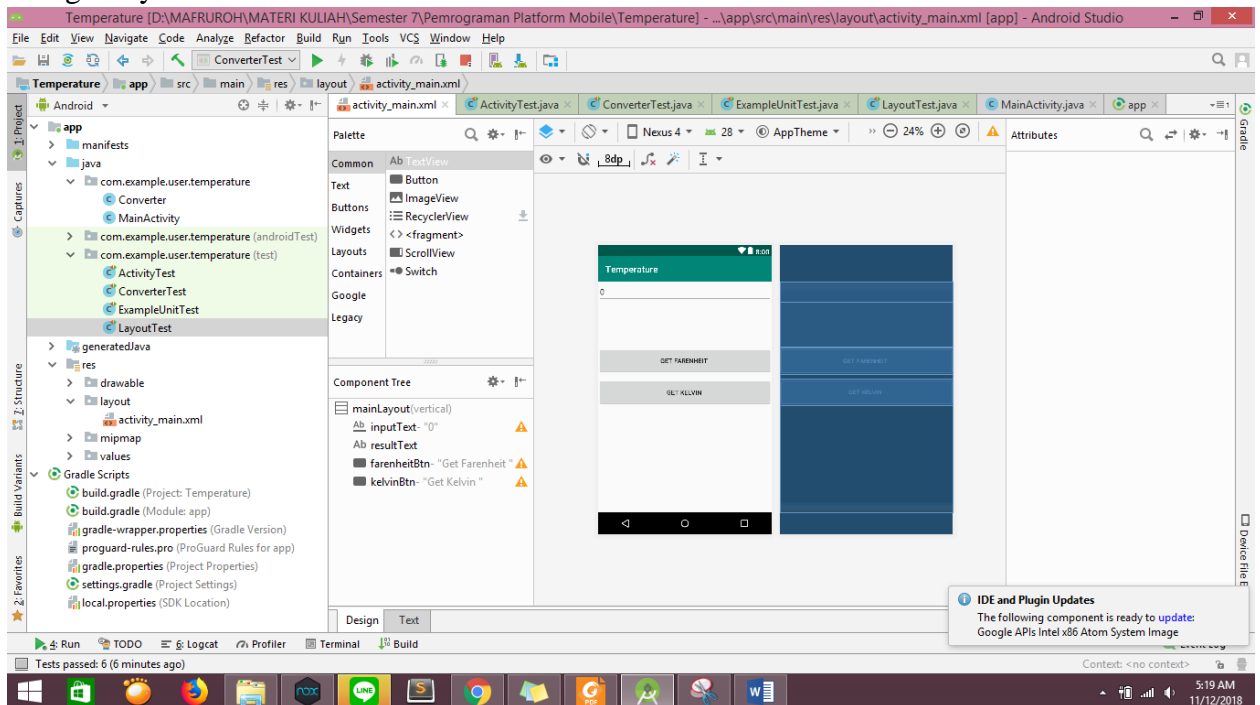 Temperature [D:\MAFRUROH\MATERI KULIAH\Semester 7\Pemrograman Platform Mobile\Temperature] - ...\app\src\main\res\layout\activity_main.xml [app] - Android Studio
File Edit View Navigate Code Analyze Refactor Build Run Tools VCS Window Help
ConverterTest
Temperature app src main res layout activity_main.xml
1: Project
Captures
Z: Structure
Build Variants
2: Favorites
Android
app
manifests
java
com.example.user.temperature
Converter
MainActivity
com.example.user.temperature (androidTest)
com.example.user.temperature (test)
ActivityTest
ConverterTest
ExampleUnitTest
LayoutTest
generatedJava
res
drawable
layout
activity_main.xml
mipmap
values
Gradle Scripts
build.gradle (Project: Temperature)
build.gradle (Module: app)
gradle-wrapper.properties (Gradle Version)
proguard-rules.pro (ProGuard Rules for app)
gradle.properties (Project Properties)
settings.gradle (Project Settings)
local.properties (SDK Location)
activity_main.xml ActivityTest.java ConverterTest.java ExampleUnitTest.java LayoutTest.java MainActivity.java app
Palette
Common
Text
Buttons
Widgets
Layouts
Containers
Google
Legacy
Ab TextView
Button
ImageView
RecyclerView
<> <fragment>
ScrollView
Switch
Component Tree
mainLayout(vertical)
Ab inputText- "0"
Ab resultText
farenheitBtn- "Get Farenheit "
kelvinBtn- "Get Kelvin "
Nexus 4 28 AppTheme 24%
8dp
8:00
Temperature
0
GET FARENHEIT
GET KELVIN
GET FARENHEIT
GET KELVIN
Attributes
Gradle
Design Text
IDE and Plugin Updates
The following component is ready to update:
Google APIs Intel x86 Atom System Image
4: Run TODO 6: Logcat Profiler Terminal Build
Tests passed: 6 (6 minutes ago)
Context: <no context>
5:19 AM
11/12/2018